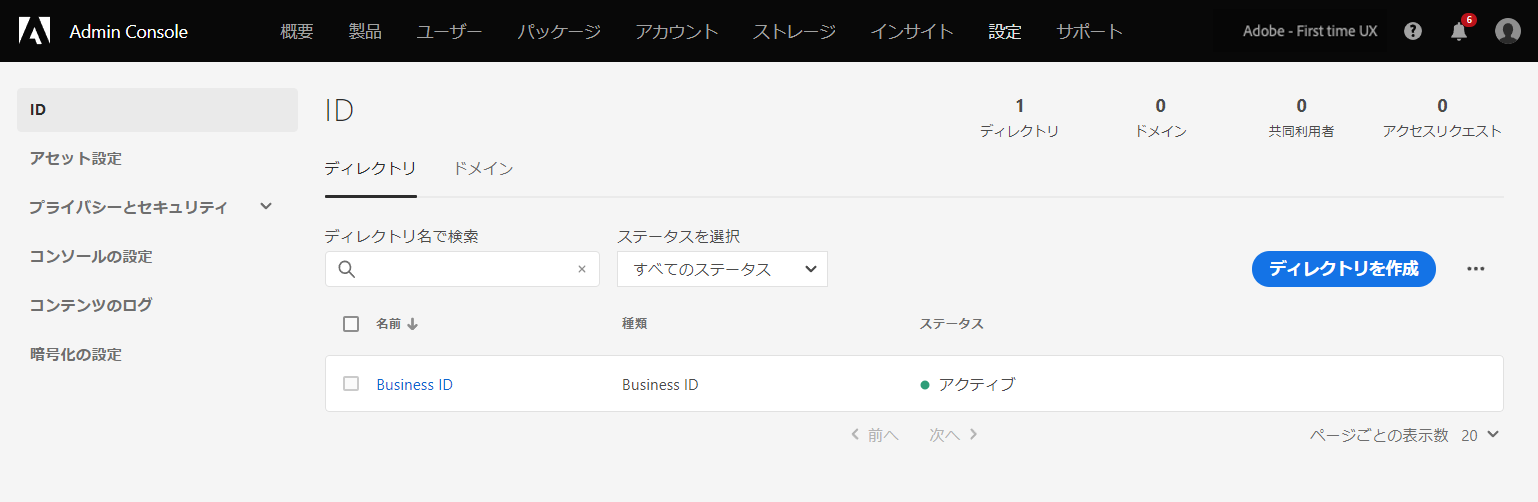 Admin Console 概要 製品 ユーザー パッケージ アカウント ストレージ インサイト 設定 サポート Adobe - First time UX 6
ID
アセット設定
プライバシーとセキュリティ
コンソールの設定
コンテンツのログ
暗号化の設定
ID
1 0 0 0
ディレクトリ ドメイン 共同利用者 アクセスリクエスト
ディレクトリ ドメイン
ディレクトリ名で検索 ステータスを選択
すべてのステータス ディレクトリを作成
名前 種類 ステータス
Business ID Business ID アクティブ
前へ 次へ ページごとの表示数 20